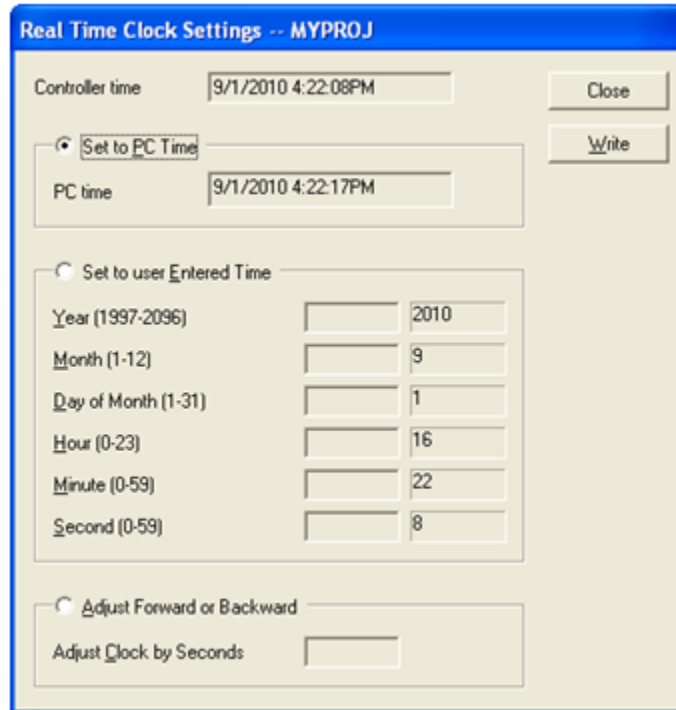 Real Time Clock Settings -- MYPROJ
Controller time 9/1/2010 4:22:08PM Close
Set to PC Time Write
PC time 9/1/2010 4:22:17PM
Set to user Entered Time
Year (1997-2096) 2010
Month (1-12) 9
Day of Month (1-31) 1
Hour (0-23) 16
Minute (0-59) 22
Second (0-59) 8
Adjust Forward or Backward
Adjust Clock by Seconds